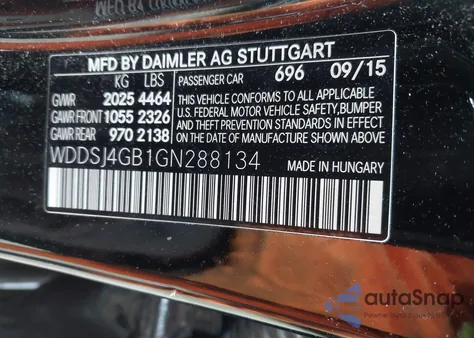 MFD BY DAIMLER AG STUTTGART
KG LBS PASSENGER CAR 696 09/15
GVWR 2025 4464
GAWR FRONT 1055 2326
GAWR REAR 970 2138
THIS VEHICLE CONFORMS TO ALL APPLICABLE
U.S. FEDERAL MOTOR VEHICLE SAFETY, BUMPER
AND THEFT PREVENTION STANDARDS IN EFFECT
ON THE DATE OF MANUFACTURE SHOWN ABOVE.
WDDSJ4GB1GN288134 MADE IN HUNGARY
autoSnap